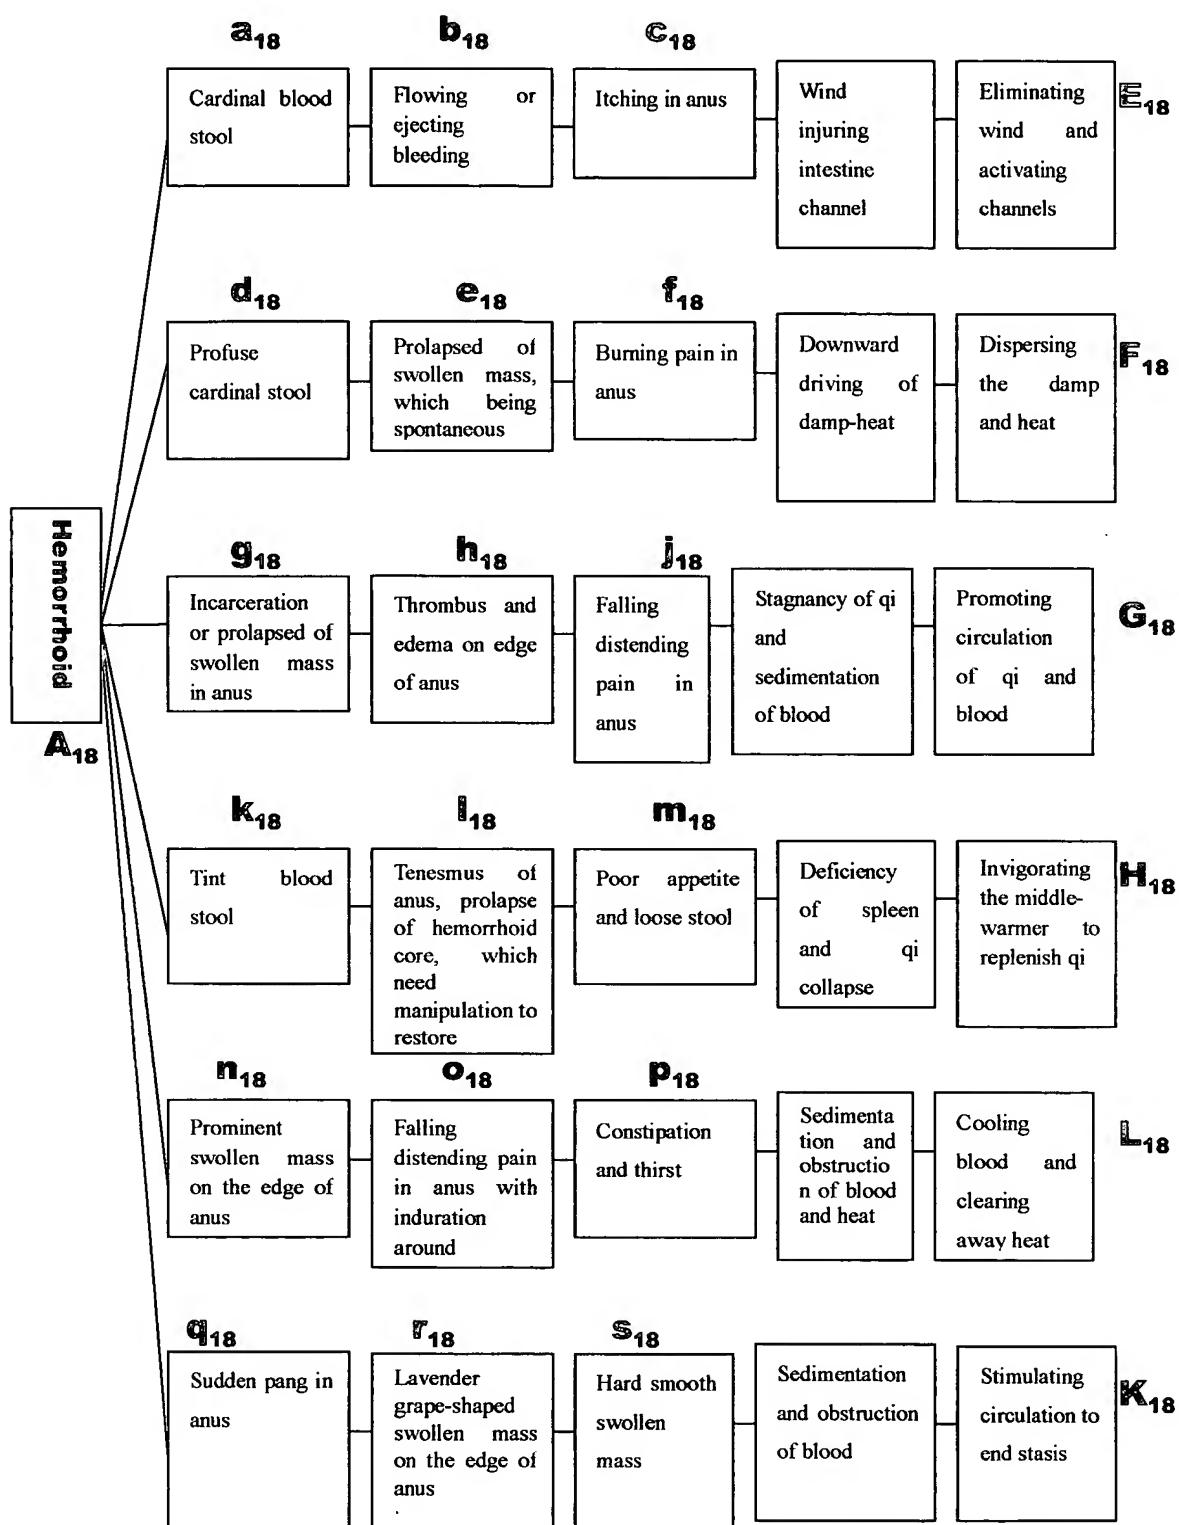 a18 b18 c18
Cardinal blood
stool
Flowing or
ejecting
bleeding
Itching in anus
Wind
injuring
intestine
channel
Eliminating
wind and
activating
channels
E18
d18 e18 f18
Profuse
cardinal stool
Prolapsed of
swollen mass,
which being
spontaneous
Burning pain in
anus
Downward
driving of
damp-heat
Dispersing
the damp
and heat
F18
Hemorrhoid
A18
g18 h18 j18
Incarceration
or prolapsed of
swollen mass
in anus
Thrombus and
edema on edge
of anus
Falling
distending
pain in
anus
Stagnancy of qi
and
sedimentation
of blood
Promoting
circulation
of qi and
blood
G18
k18 l18 m18
Tint blood
stool
Tenesmus of
anus, prolapse
of hemorrhoid
core, which
need
manipulation to
restore
Poor appetite
and loose stool
Deficiency
of spleen
and qi
collapse
Invigorating
the middle-
warmer to
replenish qi
H18
n18 o18 p18
Prominent
swollen mass
on the edge of
anus
Falling
distending pain
in anus with
induration
around
Constipation
and thirst
Sedimenta
tion and
obstructio
n of blood
and heat
Cooling
blood and
clearing
away heat
L18
q18 r18 s18
Sudden pang in
anus
Lavender
grape-shaped
swollen mass
on the edge of
anus
Hard smooth
swollen
mass
Sedimentation
and obstruction
of blood
Stimulating
circulation to
end stasis
K18